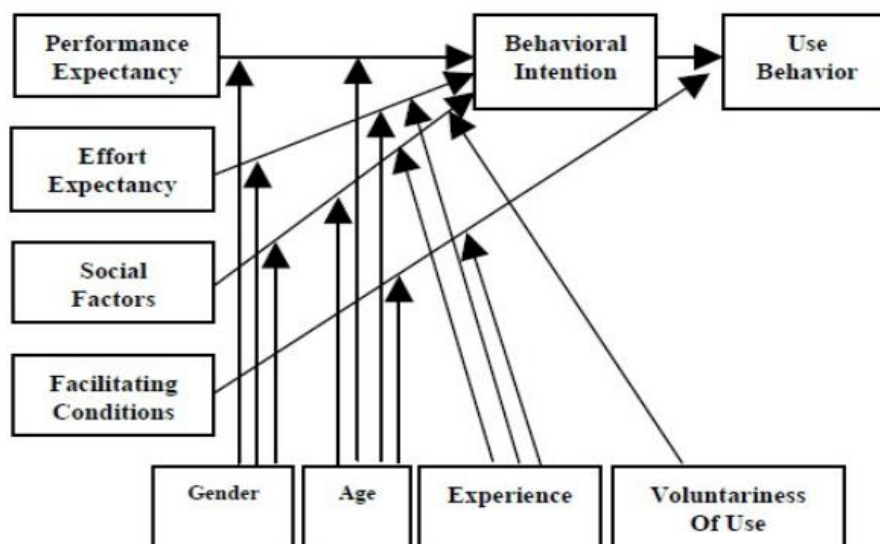 Performance
Expectancy
Behavioral
Intention
Use
Behavior
Effort
Expectancy
Social
Factors
Facilitating
Conditions
Gender
Age
Experience
Voluntariness
Of Use